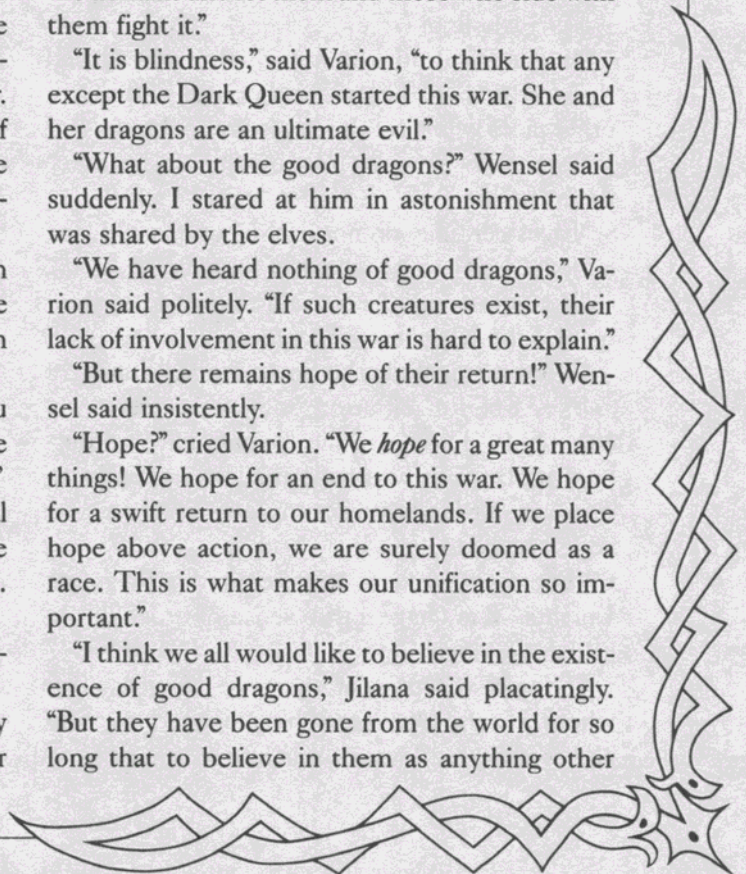 them fight it.”
“It is blindness,” said Varion, “to think that any
except the Dark Queen started this war. She and
her dragons are an ultimate evil.”
“What about the good dragons?” Wensel said
suddenly. I stared at him in astonishment that
was shared by the elves.
“We have heard nothing of good dragons,” Va-
rion said politely. “If such creatures exist, their
lack of involvement in this war is hard to explain.”
“But there remains hope of their return!” Wen-
sel said insistently.
“Hope?” cried Varion. “We hope for a great many
things! We hope for an end to this war. We hope
for a swift return to our homelands. If we place
hope above action, we are surely doomed as a
race. This is what makes our unification so im-
portant.”
“I think we all would like to believe in the exist-
ence of good dragons,” Jilana said placatingly.
“But they have been gone from the world for so
long that to believe in them as anything other